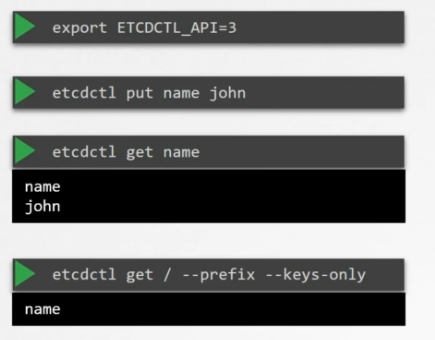 export ETCDCTL_API=3
etcdctl put name john
etcdctl get name
name
john
etcdctl get / --prefix --keys-only
name